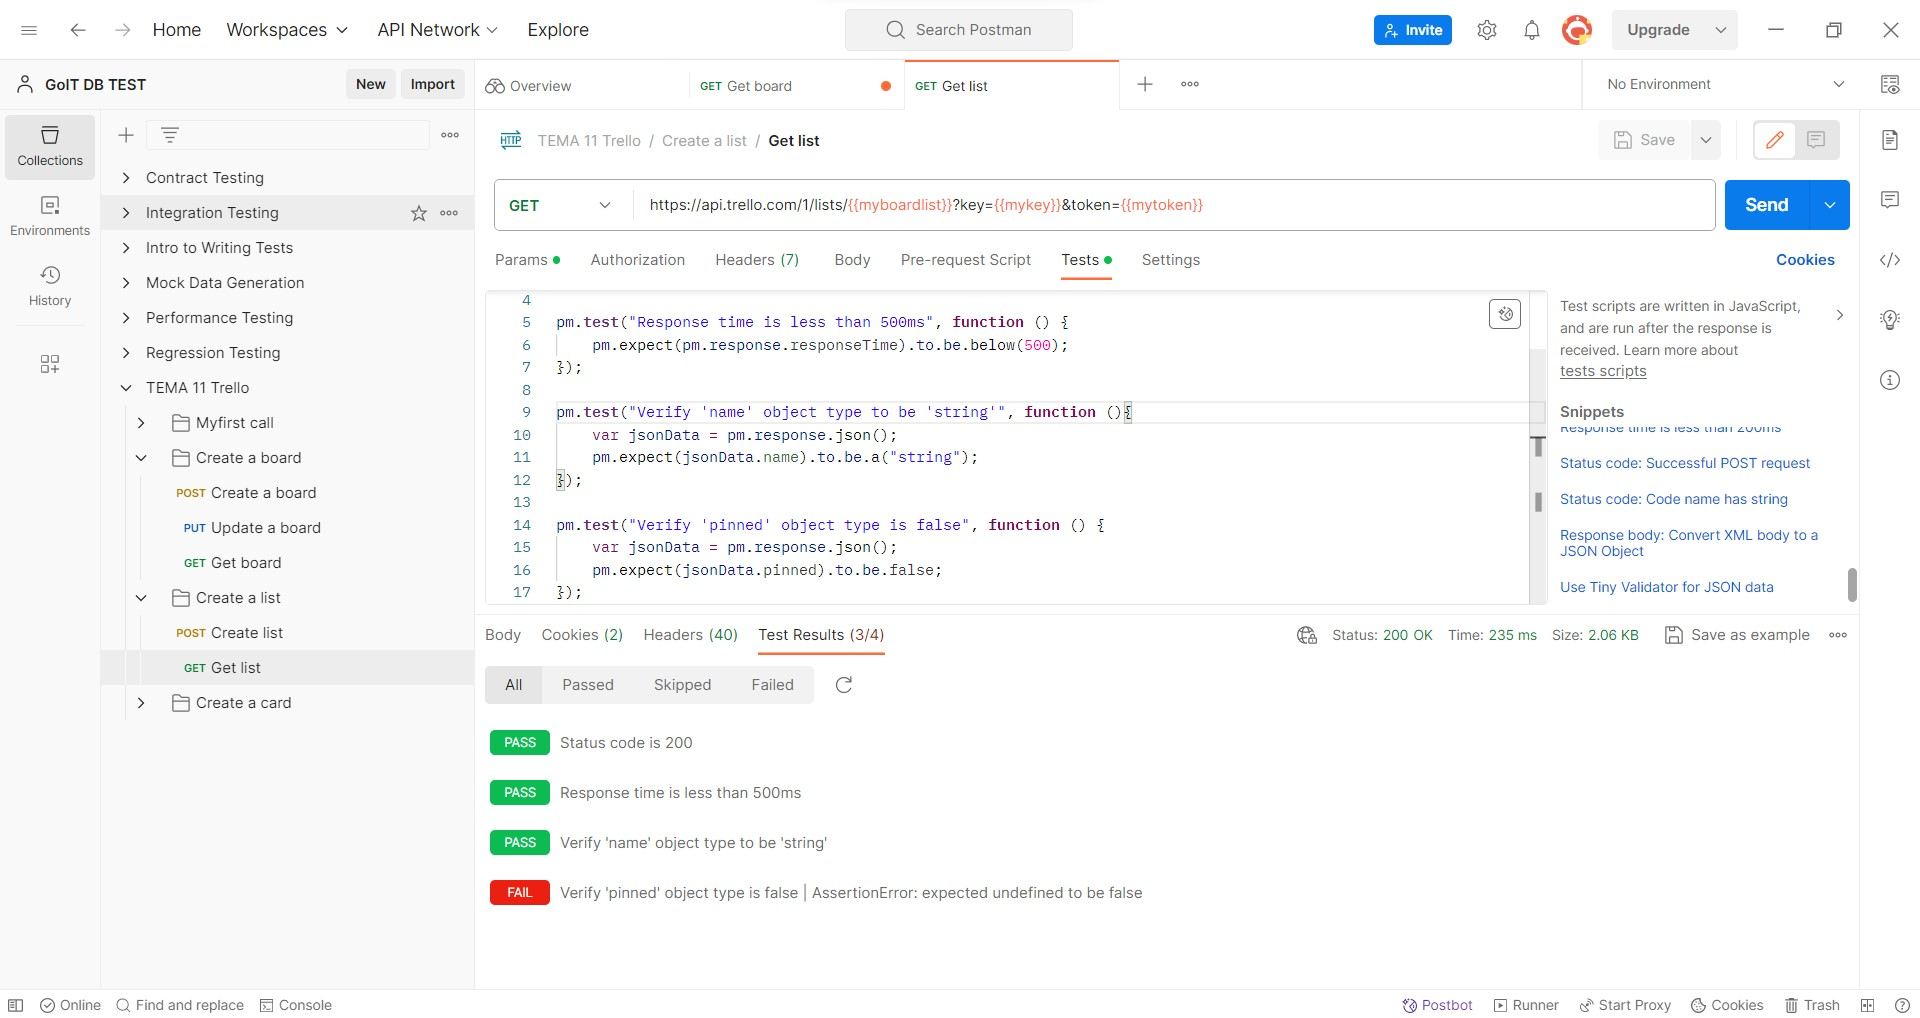 Home
Workspaces
API Network
Explore
Search Postman
Invite
Upgrade
GoIT DB TEST
New
Import
Overview
GET Get board
GET Get list
No Environment
Collections
Environments
History
Contract Testing
Integration Testing
Intro to Writing Tests
Mock Data Generation
Performance Testing
Regression Testing
TEMA 11 Trello
Myfirst call
Create a board
POST Create a board
PUT Update a board
GET Get board
Create a list
POST Create list
GET Get list
Create a card
HTTP TEMA 11 Trello / Create a list / Get list
Save
GET https://api.trello.com/1/lists/{{myboardlist}}?key={{mykey}}&token={{mytoken}}
Send
Params Authorization Headers (7) Body Pre-request Script Tests Settings
Cookies
4
5 pm.test("Response time is less than 500ms", function () {
6 pm.expect(pm.response.responseTime).to.be.below(500);
7 });
8
9 pm.test("Verify 'name' object type to be 'string'", function (){
10 var jsonData = pm.response.json();
11 pm.expect(jsonData.name).to.be.a("string");
12 });
13
14 pm.test("Verify 'pinned' object type is false", function () {
15 var jsonData = pm.response.json();
16 pm.expect(jsonData.pinned).to.be.false;
17 });
Test scripts are written in JavaScript,
and are run after the response is
received. Learn more about
tests scripts
Snippets
Response time is less than 200ms
Status code: Successful POST request
Status code: Code name has string
Response body: Convert XML body to a
JSON Object
Use Tiny Validator for JSON data
Body Cookies (2) Headers (40) Test Results (3/4)
Status: 200 OK Time: 235 ms Size: 2.06 KB Save as example
All Passed Skipped Failed
PASS Status code is 200
PASS Response time is less than 500ms
PASS Verify 'name' object type to be 'string'
FAIL Verify 'pinned' object type is false | AssertionError: expected undefined to be false
Online
Find and replace
Console
Postbot
Runner
Start Proxy
Cookies
Trash